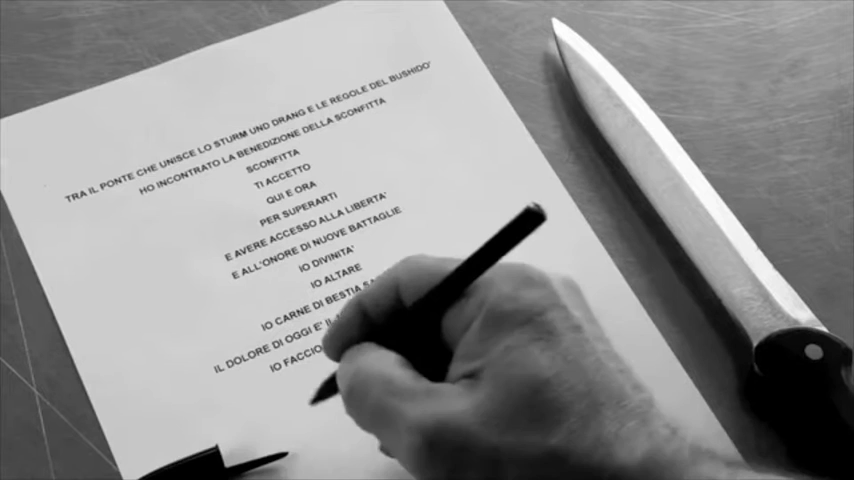 TRA IL PONTE CHE UNISCE LO STURM UND DRANG E LE REGOLE DEL BUSHIDO'
HO INCONTRATO LA BENEDIZIONE DELLA SCONFITTA
SCONFITTA
TI ACCETTO
QUI E ORA
PER SUPERARTI
E AVERE ACCESSO ALLA LIBERTA'
E ALL'ONORE DI NUOVE BATTAGLIE
IO DIVINITA'
IO ALTARE
IO CARNE DI BESTIA
IL DOLORE DI OGGI E' IL
IO FACCIO